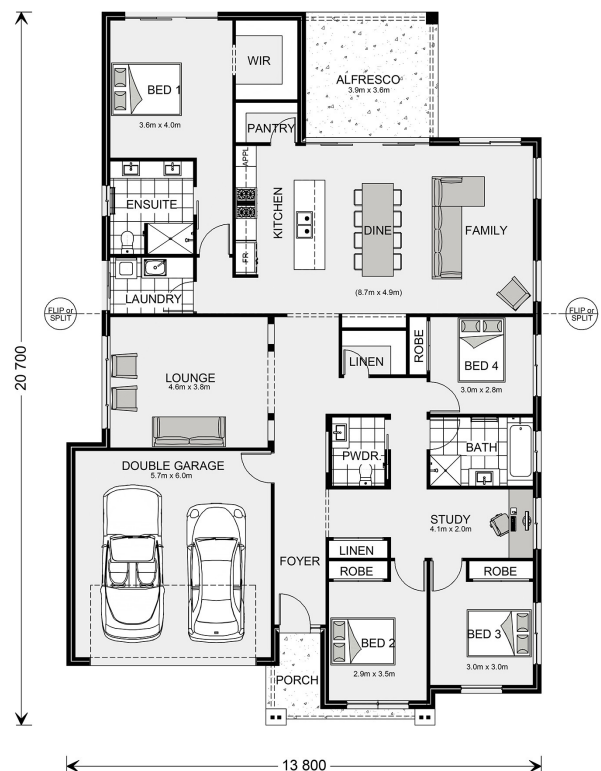 WIR
ALFRESCO
3.9m x 3.6m
BED 1
3.6m x 4.0m
PANTRY
APPL
KITCHEN
DINE
FAMILY
ENSUITE
FR
LAUNDRY
(8.7m x 4.9m)
FLIP or
SPLIT
FLIP or
SPLIT
20 700
LOUNGE
4.6m x 3.8m
LINEN
ROBE
BED 4
3.0m x 2.8m
PWDR.
BATH
DOUBLE GARAGE
5.7m x 6.0m
STUDY
4.1m x 2.0m
LINEN
FOYER
ROBE
ROBE
BED 2
2.9m x 3.5m
BED 3
3.0m x 3.0m
PORCH
13 800